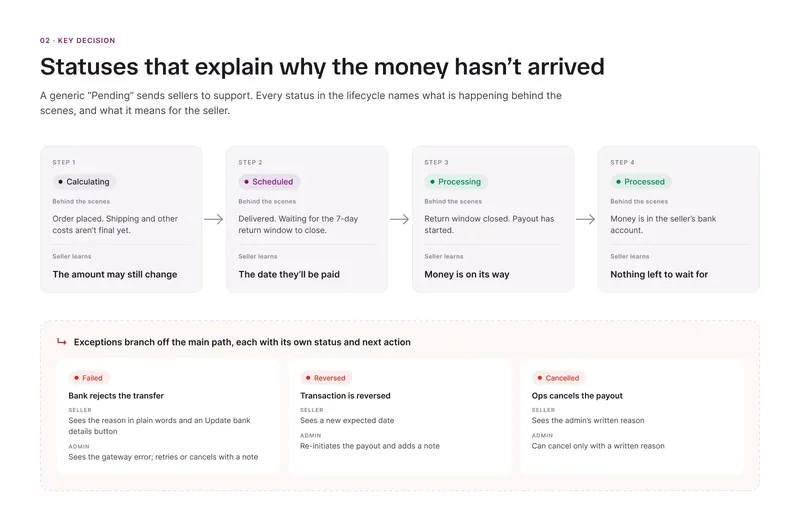 02 · KEY DECISION
Statuses that explain why the money hasn’t arrived
A generic “Pending” sends sellers to support. Every status in the lifecycle names what is happening behind the
scenes, and what it means for the seller.
STEP 1
Calculating
Behind the scenes
Order placed. Shipping and other
costs aren’t final yet.
Seller learns
The amount may still change
STEP 2
Scheduled
Behind the scenes
Delivered. Waiting for the 7-day
return window to close.
Seller learns
The date they’ll be paid
STEP 3
Processing
Behind the scenes
Return window closed. Payout has
started.
Seller learns
Money is on its way
STEP 4
Processed
Behind the scenes
Money is in the seller’s bank
account.
Seller learns
Nothing left to wait for
Exceptions branch off the main path, each with its own status and next action
Failed
Bank rejects the transfer
SELLER
Sees the reason in plain words and an Update bank
details button
ADMIN
Sees the gateway error; retries or cancels with a note
Reversed
Transaction is reversed
SELLER
Sees a new expected date
ADMIN
Re-initiates the payout and adds a note
Cancelled
Ops cancels the payout
SELLER
Sees the admin’s written reason
ADMIN
Can cancel only with a written reason